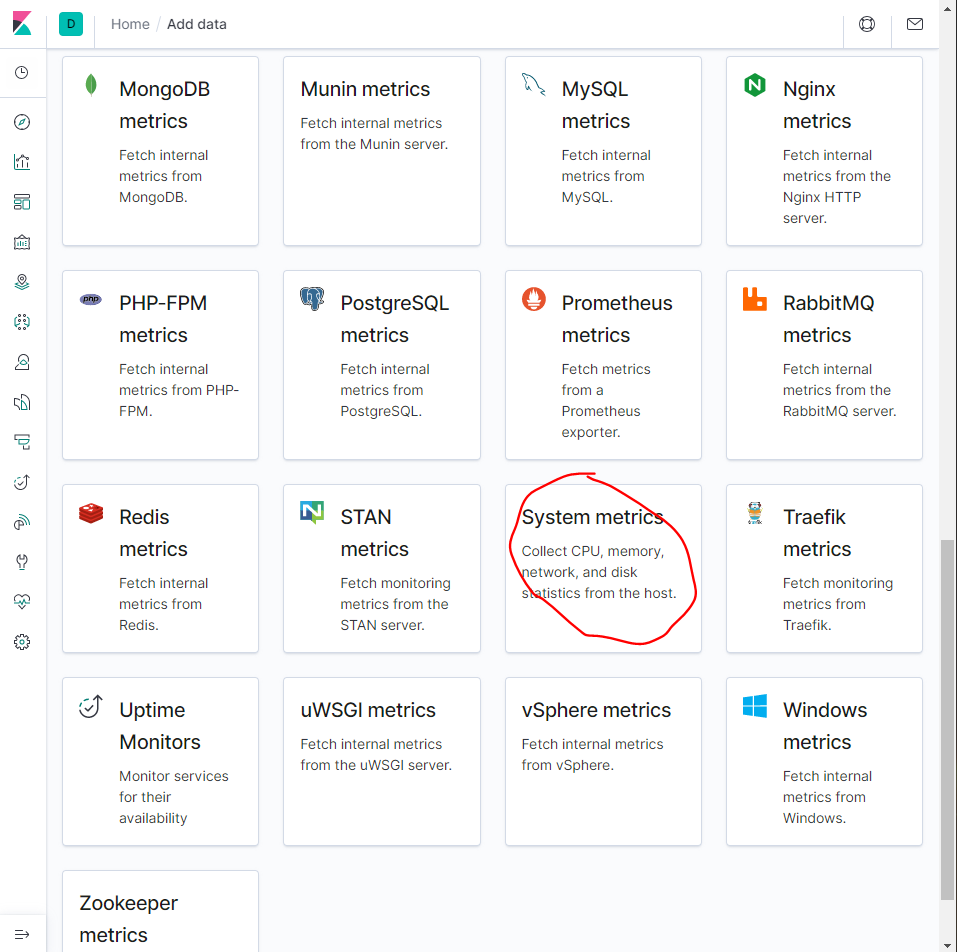 D Home / Add data
MongoDB
metrics
Fetch internal
metrics from
MongoDB.
Munin metrics
Fetch internal metrics
from the Munin server.
MySQL
metrics
Fetch internal
metrics from
MySQL.
Nginx
metrics
Fetch internal
metrics from the
Nginx HTTP
server.
php
PHP-FPM
metrics
Fetch internal
metrics from PHP-
FPM.
PostgreSQL
metrics
Fetch internal
metrics from
PostgreSQL.
Prometheus
metrics
Fetch metrics
from a
Prometheus
exporter.
RabbitMQ
metrics
Fetch internal
metrics from the
RabbitMQ server.
Redis
metrics
Fetch internal
metrics from
Redis.
STAN
metrics
Fetch monitoring
metrics from the
STAN server.
System metrics
Collect CPU, memory,
network, and disk
statistics from the host.
Traefik
metrics
Fetch monitoring
metrics from
Traefik.
Uptime
Monitors
Monitor services
for their
availability
uWSGI metrics
Fetch internal metrics
from the uWSGI server.
vSphere metrics
Fetch internal metrics
from vSphere.
Windows
metrics
Fetch internal
metrics from
Windows.
Zookeeper
metrics